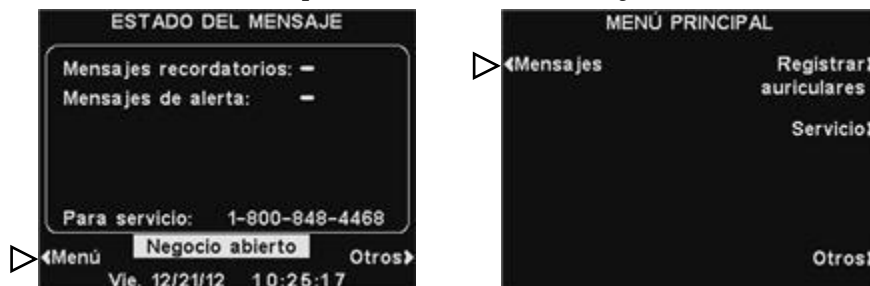 ESTADO DEL MENSAJE
Mensajes recordatorios: –
Mensajes de alerta: –
Para servicio: 1-800-848-4468
Menú
Negocio abierto
Otros
Vie. 12/21/12 10:25:17
MENÚ PRINCIPAL
Mensajes
Registrar
auriculares
Servicio
Otros